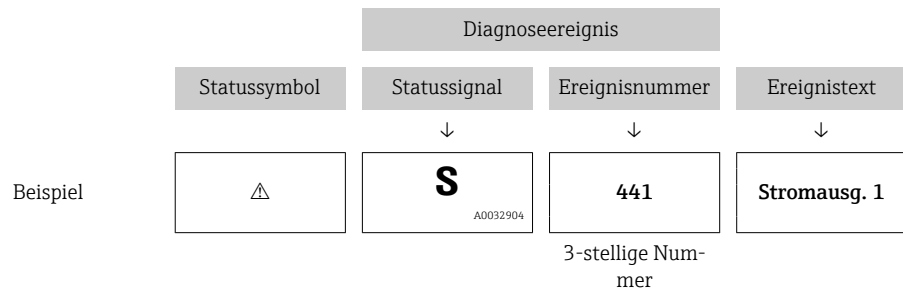 Diagnoseereignis
Statussymbol Statussignal Ereignisnummer Ereignistext
↓ ↓ ↓
Beispiel ⚠ S 441 Stromausg. 1
A0032904
3-stellige Num-
mer